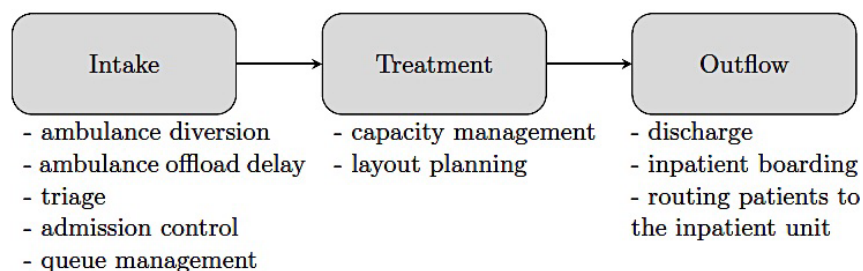 Intake
Treatment
Outflow
- ambulance diversion
- ambulance offload delay
- triage
- admission control
- queue management
- capacity management
- layout planning
- discharge
- inpatient boarding
- routing patients to
the inpatient unit